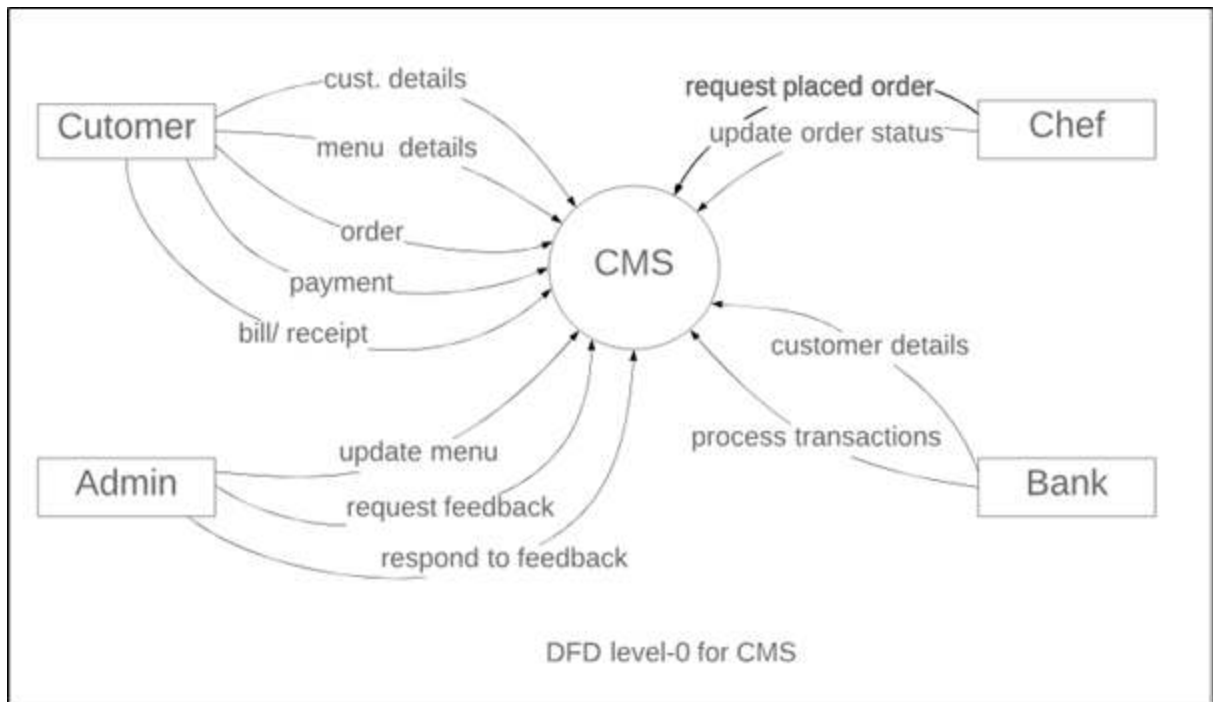 cust. details
request placed order
Cutomer
Chef
menu  details
update order status
order
CMS
payment
bill/ receipt
customer details
update menu
process transactions
Admin
Bank
request feedback
respond to feedback
DFD level-0 for CMS